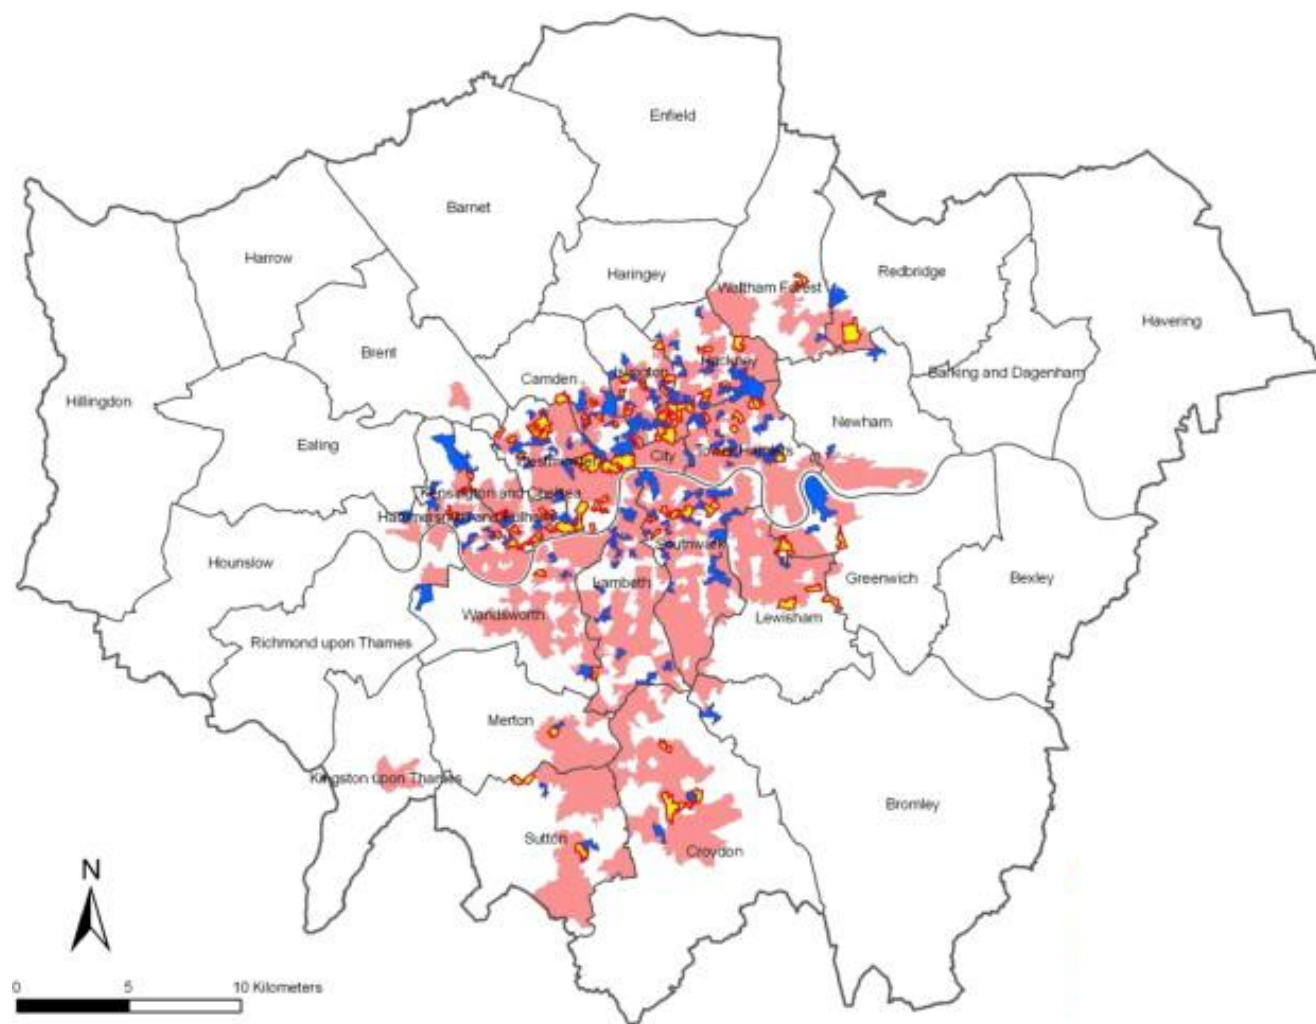 Enfield
Barnet
Harrow
Haringey
Redbridge
Waltham Forest
Havering
Brent
Islington
Hackney
Camden
Barking and Dagenham
Hillingdon
Newham
Ealing
City
Tower Hamlets
Westminster
Kensington and Chelsea
Hammersmith and Fulham
Southwark
Hounslow
Lambeth
Greenwich
Bexley
Wandsworth
Lewisham
Richmond upon Thames
Merton
Kingston upon Thames
Bromley
Sutton
Croydon
N
0 5 10 Kilometers